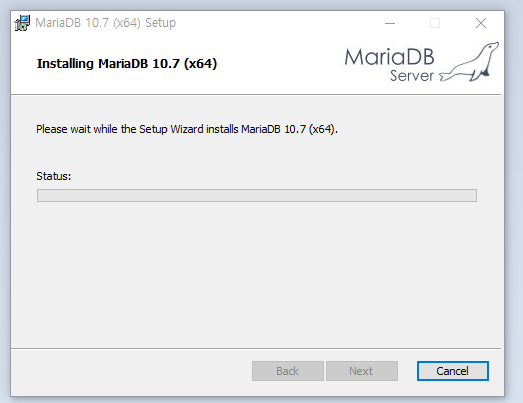 MariaDB 10.7 (x64) Setup
Installing MariaDB 10.7 (x64)
MariaDB
Server
Please wait while the Setup Wizard installs MariaDB 10.7 (x64).
Status:
Back
Next
Cancel